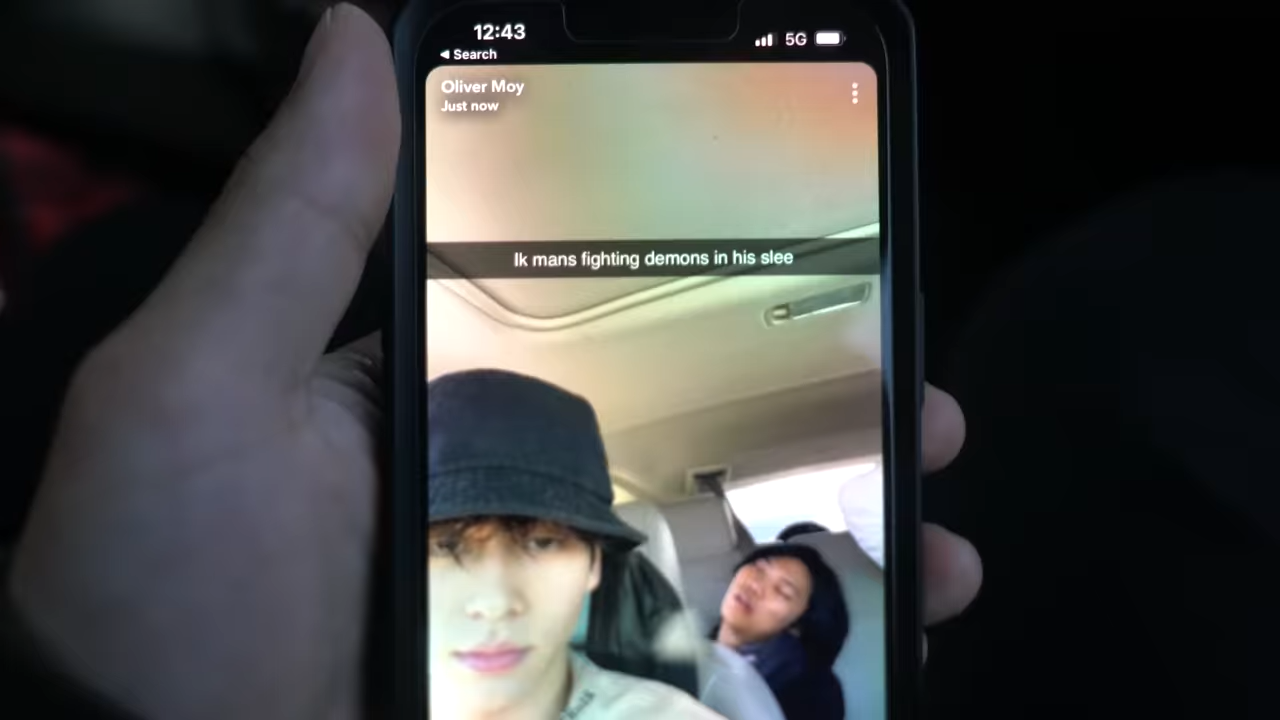 12:43
5G
◄ Search
Oliver Moy
Just now
Ik mans fighting demons in his slee